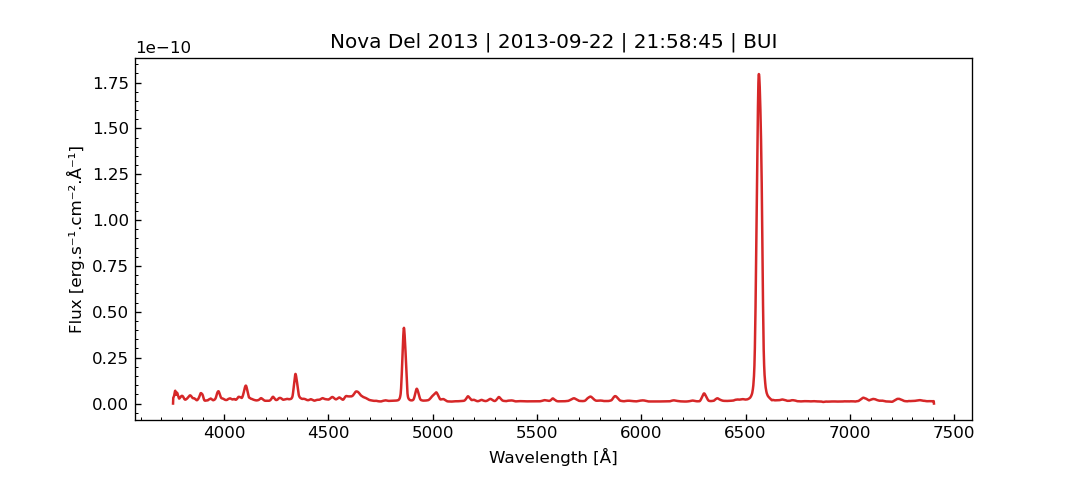 Nova Del 2013 | 2013-09-22 | 21:58:45 | BUI
1e−10
1.75
1.50
1.25
1.00
0.75
0.50
0.25
0.00
Flux [erg.s⁻¹.cm⁻².Å⁻¹]
4000 4500 5000 5500 6000 6500 7000 7500
Wavelength [Å]